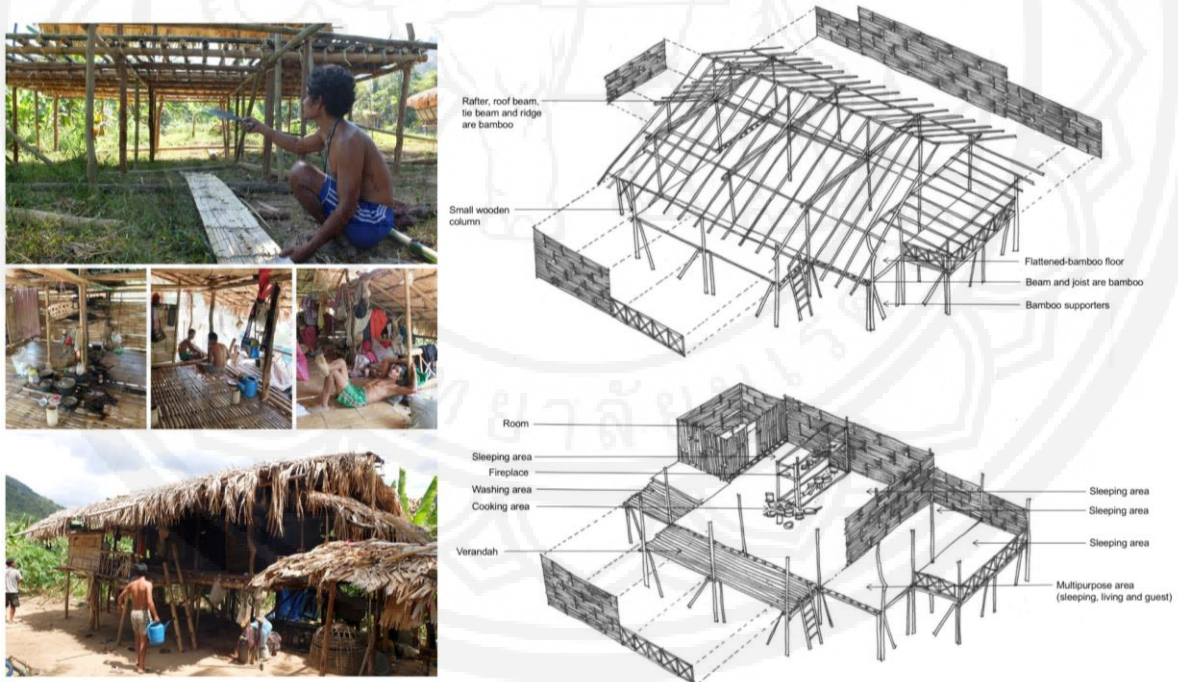 Rafter, roof beam,
tie beam and ridge
are bamboo
Small wooden
column
Flattened-bamboo floor
Beam and joist are bamboo
Bamboo supporters
Room
Sleeping area
Fireplace
Washing area
Cooking area
Verandah
Sleeping area
Sleeping area
Sleeping area
Multipurpose area
(sleeping, living and guest)